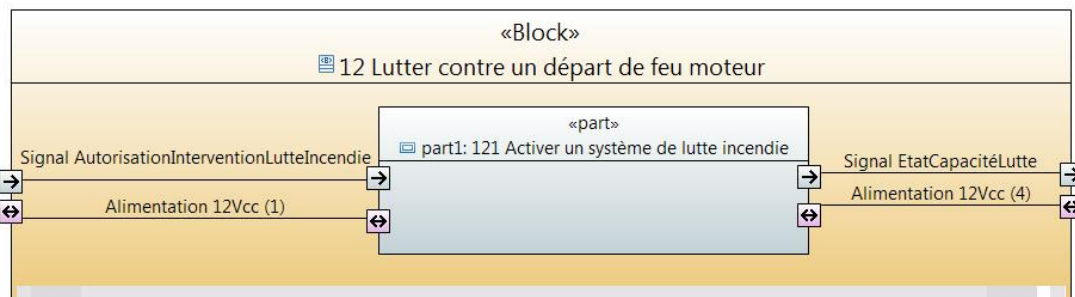 «Block»
12 Lutter contre un départ de feu moteur
«part»
part1: 121 Activer un système de lutte incendie
Signal AutorisationInterventionLutteIncendie
Signal EtatCapacitéLutte
Alimentation 12Vcc (1)
Alimentation 12Vcc (4)